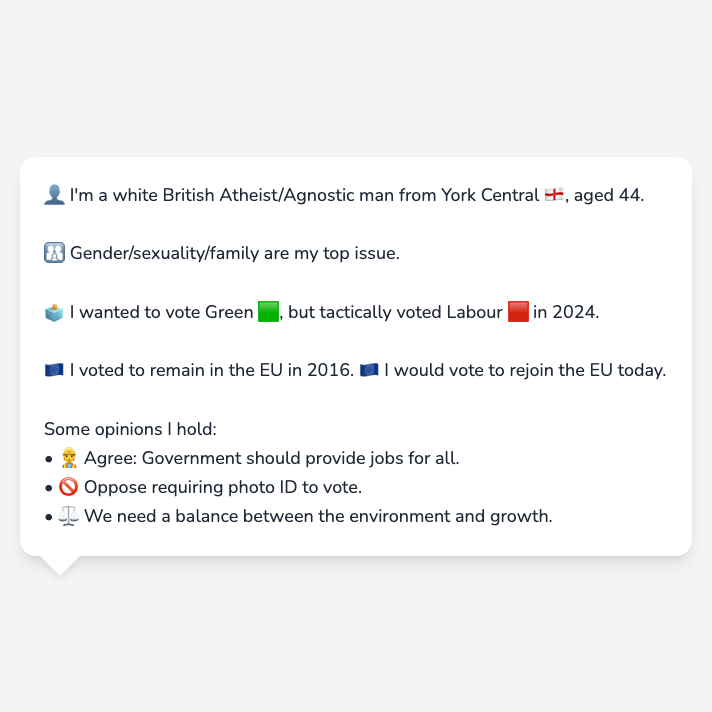 👤 I'm a white British Atheist/Agnostic man from York Central 🏴󠁧󠁢󠁥󠁮󠁧󠁿, aged 44.
🚻 Gender/sexuality/family are my top issue.
🗳️ I wanted to vote Green 🟩, but tactically voted Labour 🟥 in 2024.
🇪🇺 I voted to remain in the EU in 2016. 🇪🇺 I would vote to rejoin the EU today.
Some opinions I hold:
• 👷 Agree: Government should provide jobs for all.
• 🚫 Oppose requiring photo ID to vote.
• ⚖️ We need a balance between the environment and growth.